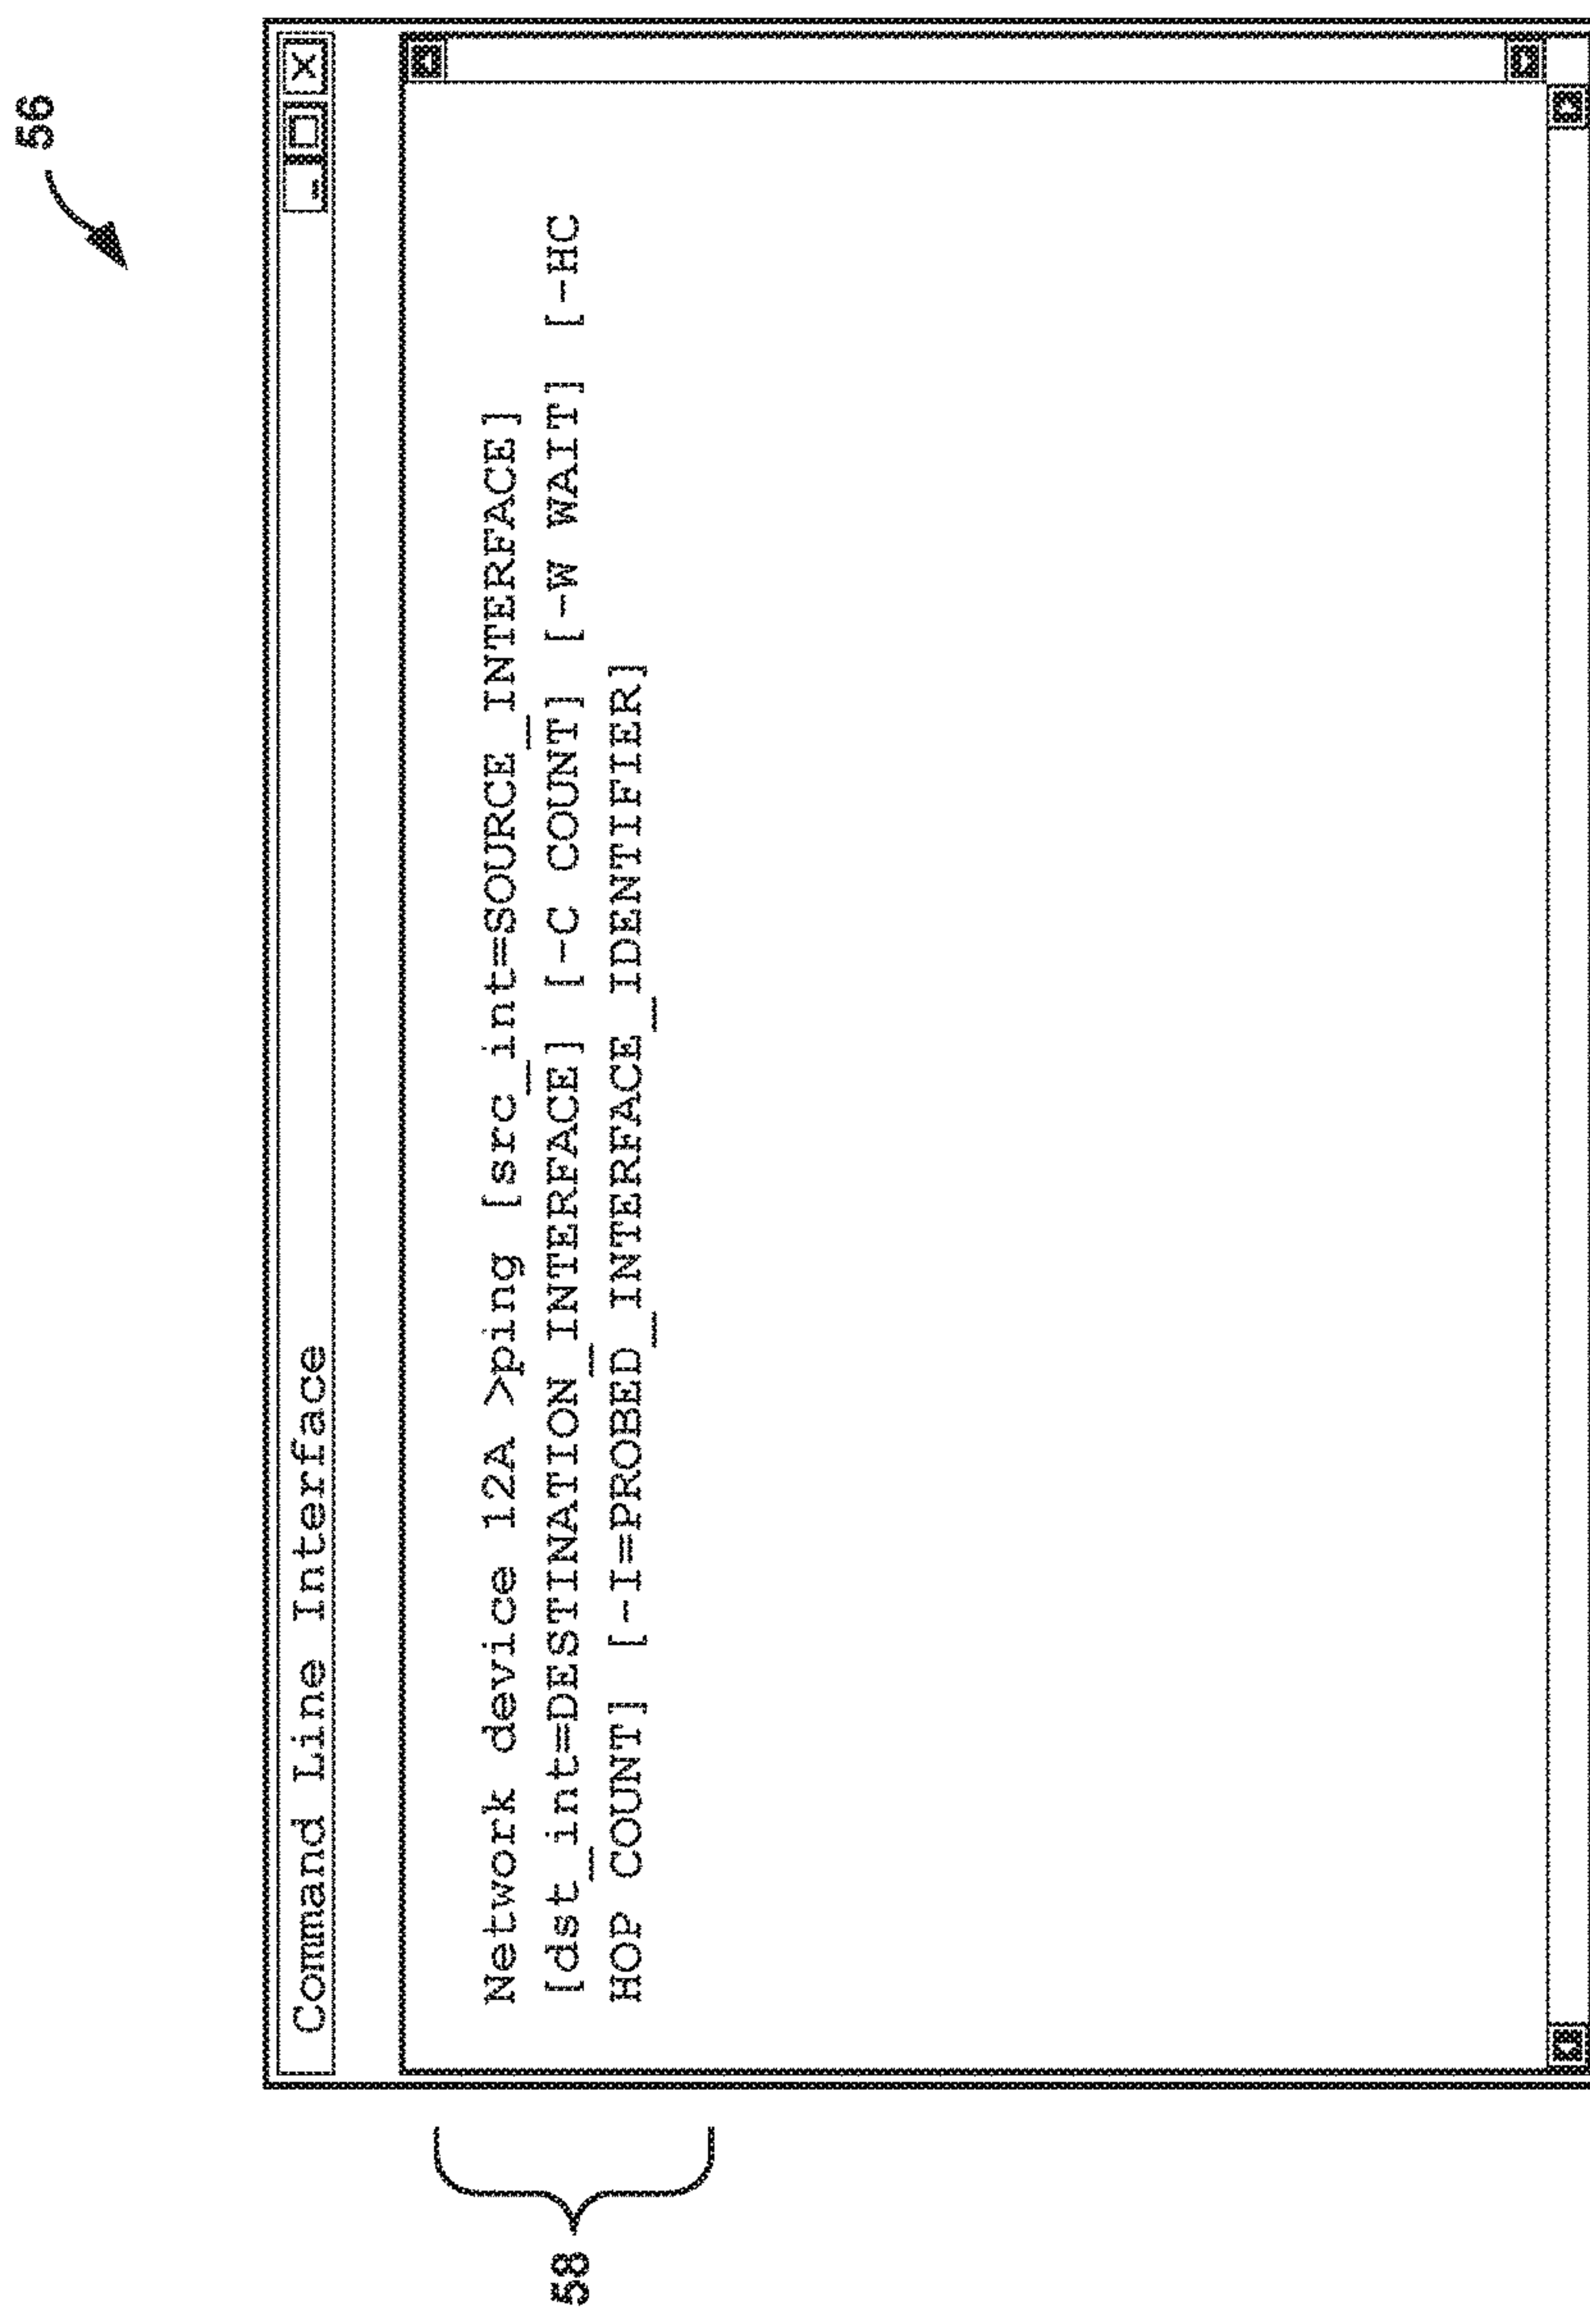 56
Command Line Interface
Network device 12A >ping [src_int=SOURCE_INTERFACE]
[dst_int=DESTINATION_INTERFACE] [-C COUNT] [-W WAIT] [-HC
HOP COUNT] [-I=PROBED_INTERFACE_IDENTIFIER]
58